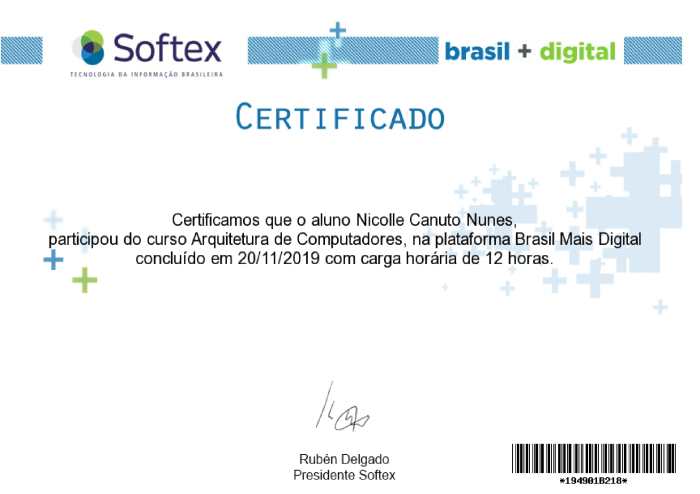 Softex
TECNOLOGIA DA INFORMAÇÃO BRASILEIRA
brasil + digital
CERTIFICADO
Certificamos que o aluno Nicolle Canuto Nunes,
participou do curso Arquitetura de Computadores, na plataforma Brasil Mais Digital
concluído em 20/11/2019 com carga horária de 12 horas.
Rubén Delgado
Presidente Softex
*194901B218*